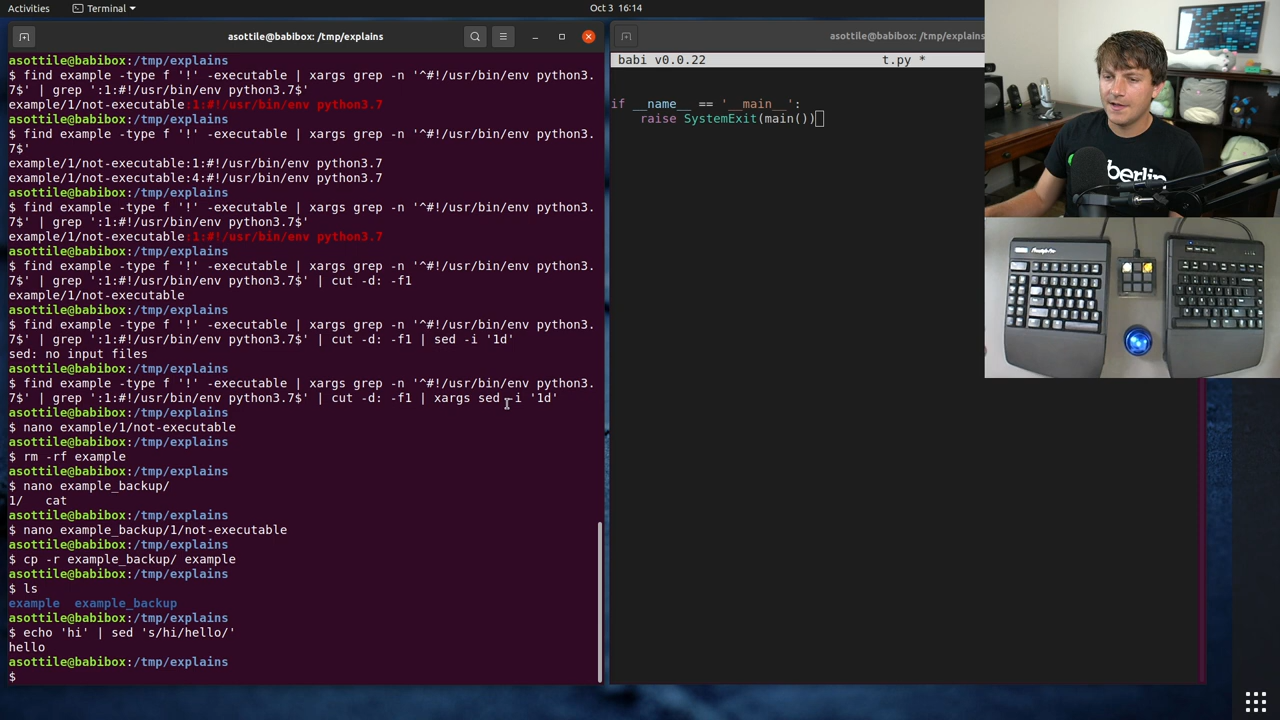 Activities
Terminal
Oct 3 16:14
asottile@babibox: /tmp/explains
asottile@babibox:/tmp/explains
$ find example -type f '!' -executable | xargs grep -n '^#!/usr/bin/env python3.
7$' | grep ':1:#!/usr/bin/env python3.7$'
example/1/not-executable:1:#!/usr/bin/env python3.7
asottile@babibox:/tmp/explains
$ find example -type f '!' -executable | xargs grep -n '^#!/usr/bin/env python3.
7$'
example/1/not-executable:1:#!/usr/bin/env python3.7
example/1/not-executable:4:#!/usr/bin/env python3.7
asottile@babibox:/tmp/explains
$ find example -type f '!' -executable | xargs grep -n '^#!/usr/bin/env python3.
7$' | grep ':1:#!/usr/bin/env python3.7$'
example/1/not-executable:1:#!/usr/bin/env python3.7
asottile@babibox:/tmp/explains
$ find example -type f '!' -executable | xargs grep -n '^#!/usr/bin/env python3.
7$' | grep ':1:#!/usr/bin/env python3.7$' | cut -d: -f1
example/1/not-executable
asottile@babibox:/tmp/explains
$ find example -type f '!' -executable | xargs grep -n '^#!/usr/bin/env python3.
7$' | grep ':1:#!/usr/bin/env python3.7$' | cut -d: -f1 | sed -i '1d'
sed: no input files
asottile@babibox:/tmp/explains
$ find example -type f '!' -executable | xargs grep -n '^#!/usr/bin/env python3.
7$' | grep ':1:#!/usr/bin/env python3.7$' | cut -d: -f1 | xargs sed -i '1d'
asottile@babibox:/tmp/explains
$ nano example/1/not-executable
asottile@babibox:/tmp/explains
$ rm -rf example
asottile@babibox:/tmp/explains
$ nano example_backup/
1/   cat
asottile@babibox:/tmp/explains
$ nano example_backup/1/not-executable
asottile@babibox:/tmp/explains
$ cp -r example_backup/ example
asottile@babibox:/tmp/explains
$ ls
example  example_backup
asottile@babibox:/tmp/explains
$ echo 'hi' | sed 's/hi/hello/'
hello
asottile@babibox:/tmp/explains
$
asottile@babibox: /tmp/explains
babi v0.0.22 t.py *
if __name__ == '__main__':
    raise SystemExit(main())
berlin